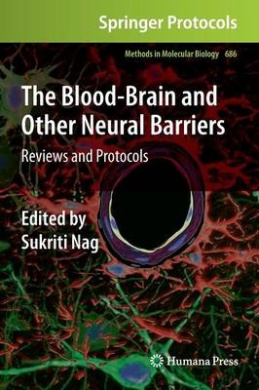 Springer Protocols
Methods in Molecular Biology 686
The Blood-Brain and
Other Neural Barriers
Reviews and Protocols
Edited by
Sukriti Nag
Humana Press